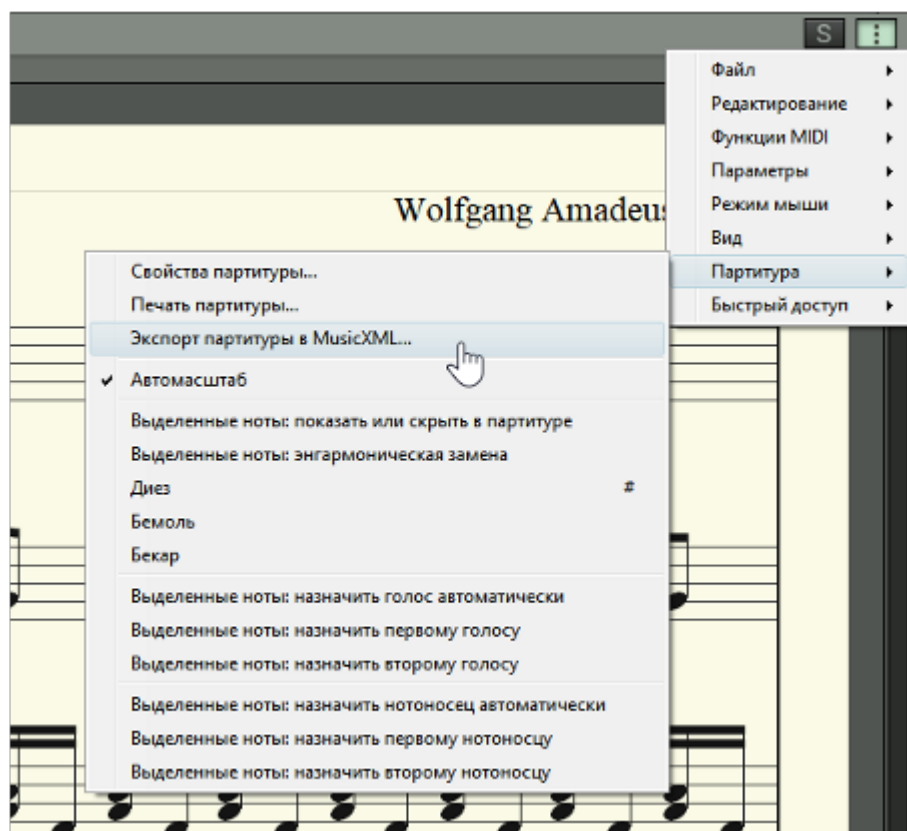 S
Файл
Редактирование
Функции MIDI
Параметры
Режим мыши
Вид
Партитура
Быстрый доступ
Wolfgang Amadeus
Свойства партитуры...
Печать партитуры...
Экспорт партитуры в MusicXML...
Автомасштаб
Выделенные ноты: показать или скрыть в партитуре
Выделенные ноты: энгармоническая замена
Диез #
Бемоль
Бекар
Выделенные ноты: назначить голос автоматически
Выделенные ноты: назначить первому голосу
Выделенные ноты: назначить второму голосу
Выделенные ноты: назначить нотоносец автоматически
Выделенные ноты: назначить первому нотоносцу
Выделенные ноты: назначить второму нотоносцу